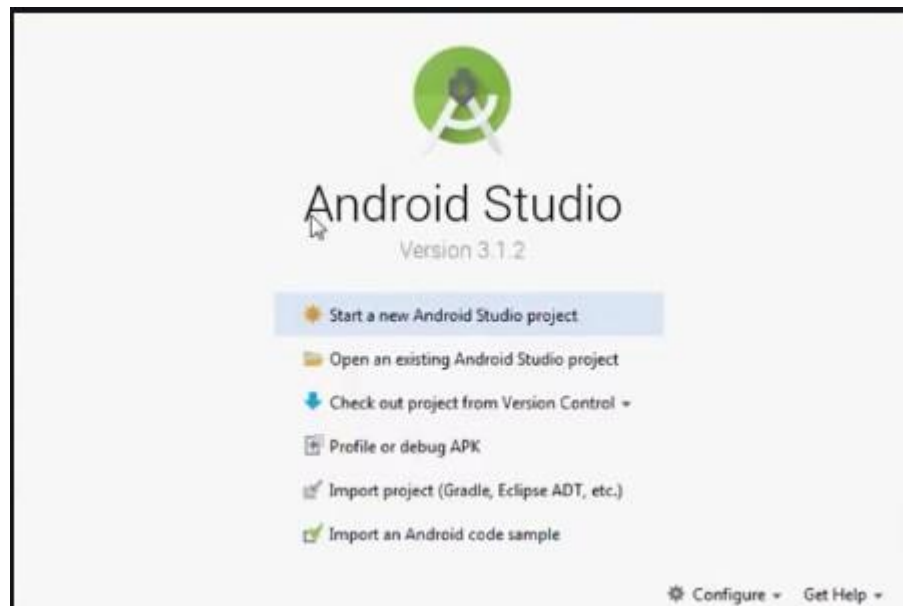 Android Studio
Version 3.1.2
Start a new Android Studio project
Open an existing Android Studio project
Check out project from Version Control
Profile or debug APK
Import project (Gradle, Eclipse ADT, etc.)
Import an Android code sample
Configure Get Help